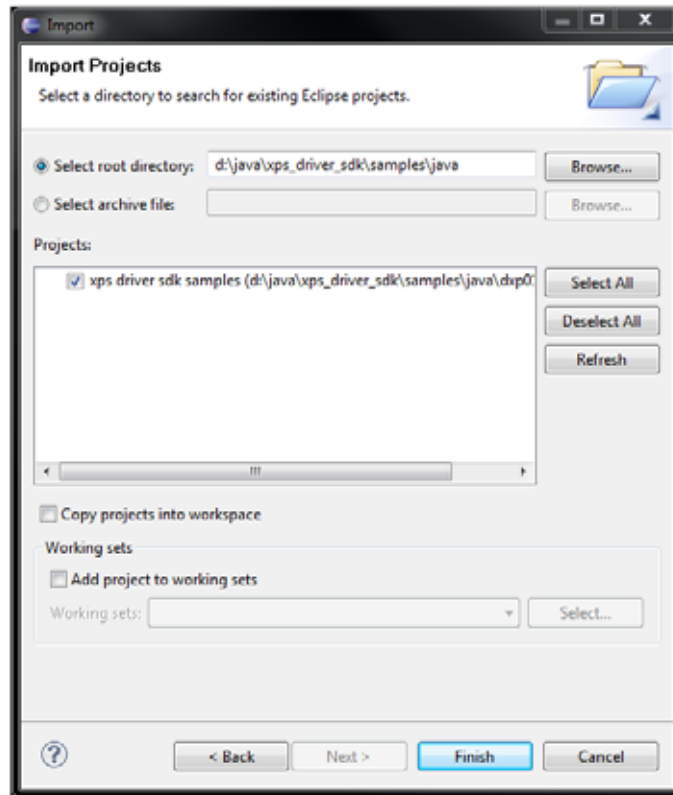 Import
Import Projects
Select a directory to search for existing Eclipse projects.
Select root directory: d:\java\xps_driver_sdk\samples\java Browse...
Select archive file: Browse...
Projects:
xps driver sdk samples (d:\java\xps_driver_sdk\samples\java\dxp0 Select All
Deselect All
Refresh
Copy projects into workspace
Working sets
Add project to working sets
Working sets: Select...
? < Back Next > Finish Cancel